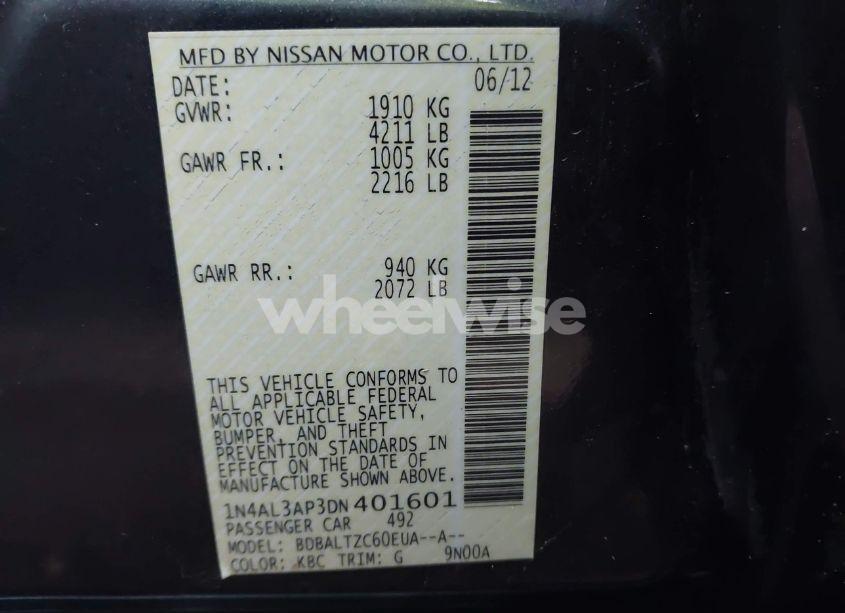 MFD BY NISSAN MOTOR CO., LTD.
DATE: 06/12
GVWR: 1910 KG
4211 LB
GAWR FR.: 1005 KG
2216 LB
GAWR RR.: 940 KG
2072 LB
wheelwise
THIS VEHICLE CONFORMS TO
ALL APPLICABLE FEDERAL
MOTOR VEHICLE SAFETY,
BUMPER, AND THEFT
PREVENTION STANDARDS IN
EFFECT ON THE DATE OF
MANUFACTURE SHOWN ABOVE.
1N4AL3AP3DN401601
PASSENGER CAR 492
MODEL: BDBALTZC60EUA--A--
COLOR: KBC TRIM: G 9N00A